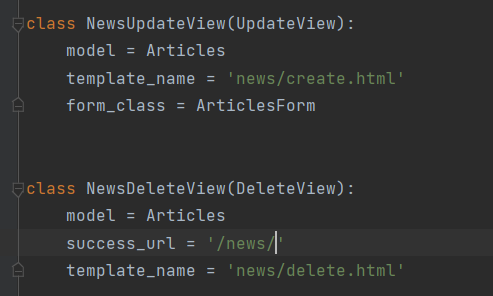 class NewsUpdateView(UpdateView):
    model = Articles
    template_name = 'news/create.html'
    form_class = ArticlesForm
class NewsDeleteView(DeleteView):
    model = Articles
    success_url = '/news/'
    template_name = 'news/delete.html'